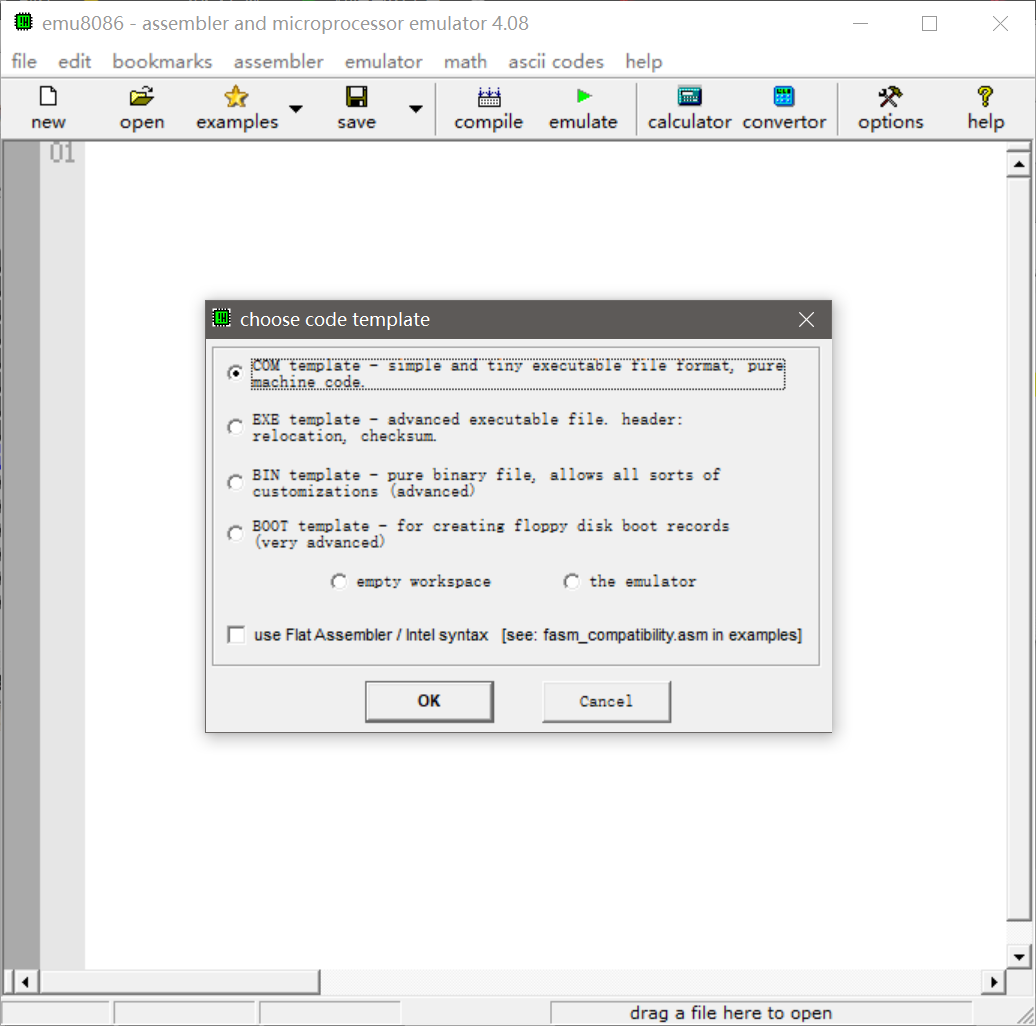 emu8086 - assembler and microprocessor emulator 4.08
file edit bookmarks assembler emulator math ascii codes help
new open examples save compile emulate calculator convertor options help
01
choose code template
COM template - simple and tiny executable file format, pure
machine code.
EXE template - advanced executable file. header:
relocation, checksum.
BIN template - pure binary file, allows all sorts of
customizations (advanced)
BOOT template - for creating floppy disk boot records
(very advanced)
empty workspace the emulator
use Flat Assembler / Intel syntax [see: fasm_compatibility.asm in examples]
OK Cancel
drag a file here to open